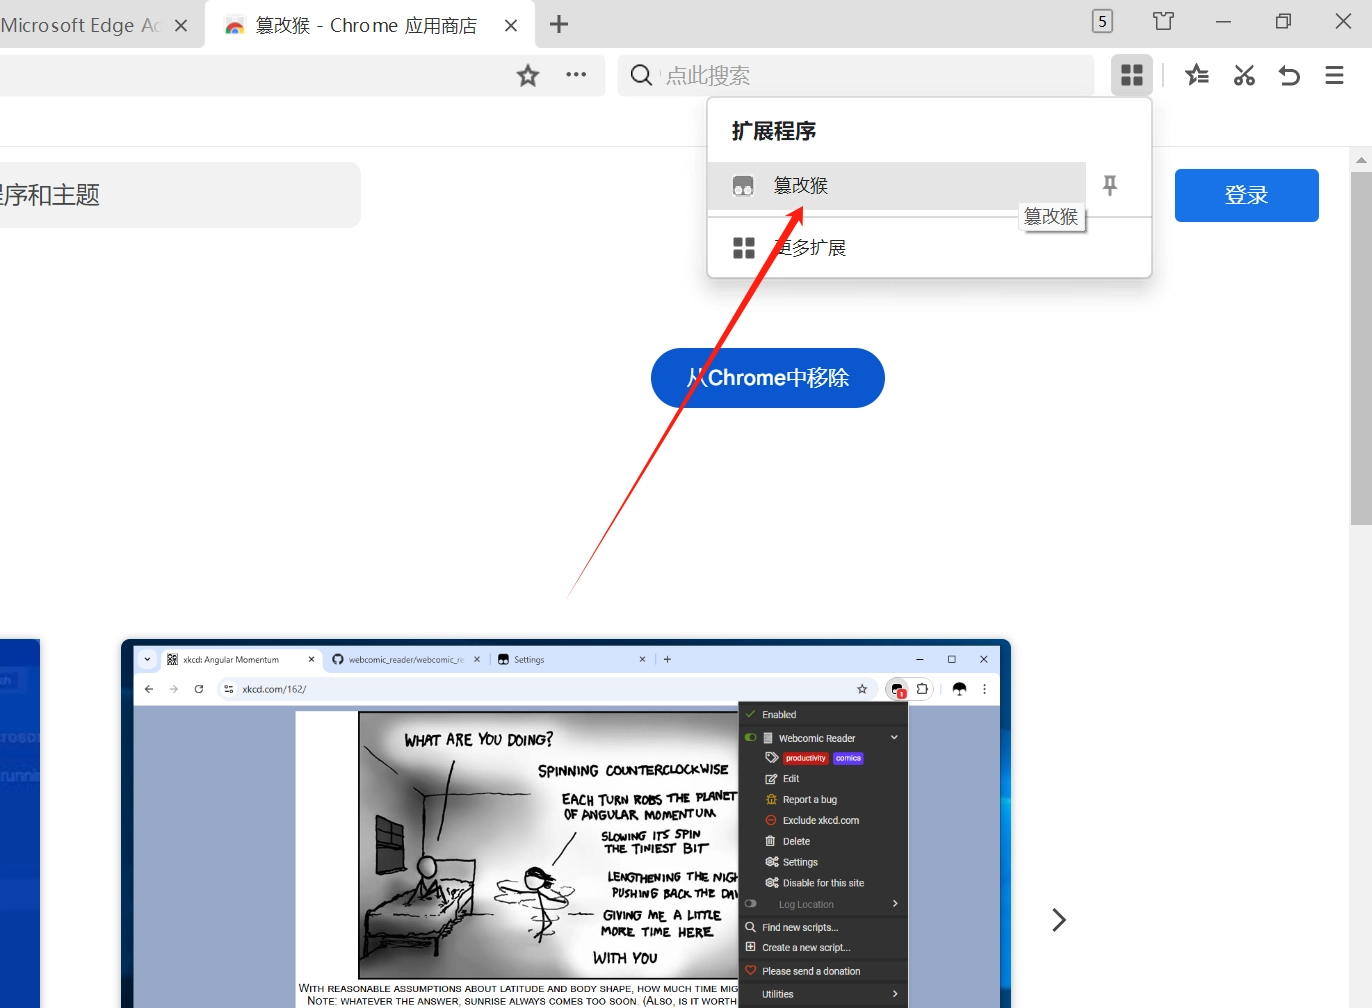 Microsoft Edge Ac
篡改猴 - Chrome 应用商店
5
点此搜索
扩展程序
篡改猴
篡改猴
更多扩展
程序和主题
登录
从Chrome中移除
xkcd: Angular Momentum
webcomic_reader/webcomic_re
Settings
xkcd.com/162/
1
WHAT ARE YOU DOING?
SPINNING COUNTERCLOCKWISE
EACH TURN ROBS THE PLANET
OF ANGULAR MOMENTUM
SLOWING ITS SPIN
THE TINIEST BIT
LENGTHENING THE NIGH
PUSHING BACK THE DAW
GIVING ME A LITTLE
MORE TIME HERE
WITH YOU
WITH REASONABLE ASSUMPTIONS ABOUT LATITUDE AND BODY SHAPE, HOW MUCH TIME MIG
NOTE: WHATEVER THE ANSWER, SUNRISE ALWAYS COMES TOO SOON. (ALSO, IS IT WORTH
Enabled
Webcomic Reader
productivity comics
Edit
Report a bug
Exclude xkcd.com
Delete
Settings
Disable for this site
Log Location
Find new scripts...
Create a new script...
Please send a donation
Utilities